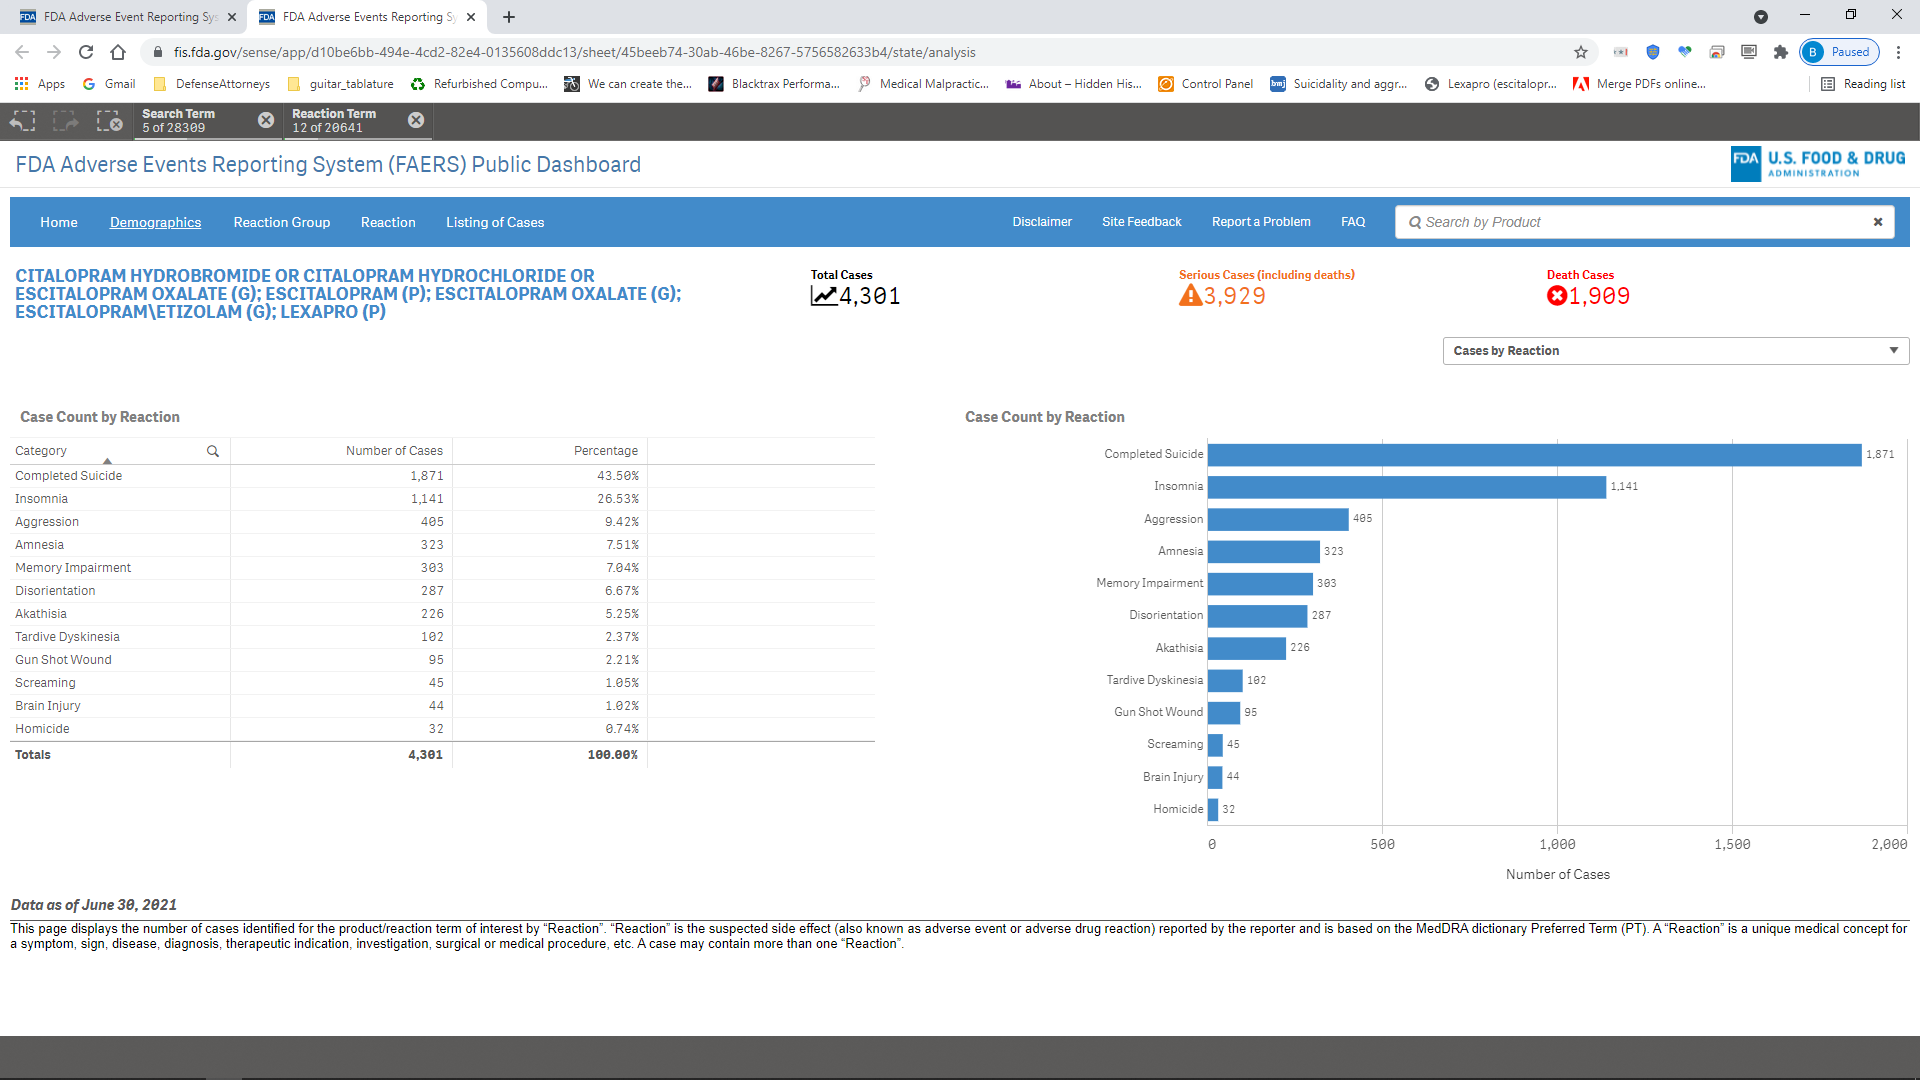 FDA Adverse Event Reporting Sys
FDA Adverse Events Reporting Sy
fis.fda.gov/sense/app/d10be6bb-494e-4cd2-82e4-0135608ddc13/sheet/45beeb74-30ab-46be-8267-5756582633b4/state/analysis
B Paused
Apps Gmail DefenseAttorneys guitar_tablature Refurbished Compu... We can create the... Blacktrax Performa... Medical Malpractic... About – Hidden His... Control Panel Suicidality and aggr... Lexapro (escitalopr... Merge PDFs online... Reading list
Search Term
5 of 28309
Reaction Term
12 of 20641
FDA Adverse Events Reporting System (FAERS) Public Dashboard
FDA U.S. FOOD & DRUG
ADMINISTRATION
Home Demographics Reaction Group Reaction Listing of Cases Disclaimer Site Feedback Report a Problem FAQ Search by Product
CITALOPRAM HYDROBROMIDE OR CITALOPRAM HYDROCHLORIDE OR
ESCITALOPRAM OXALATE (G); ESCITALOPRAM (P); ESCITALOPRAM OXALATE (G);
ESCITALOPRAM\ETIZOLAM (G); LEXAPRO (P)
Total Cases
4,301
Serious Cases (including deaths)
3,929
Death Cases
1,909
Cases by Reaction
Case Count by Reaction
Category Number of Cases Percentage
Completed Suicide 1,871 43.50%
Insomnia 1,141 26.53%
Aggression 405 9.42%
Amnesia 323 7.51%
Memory Impairment 303 7.04%
Disorientation 287 6.67%
Akathisia 226 5.25%
Tardive Dyskinesia 102 2.37%
Gun Shot Wound 95 2.21%
Screaming 45 1.05%
Brain Injury 44 1.02%
Homicide 32 0.74%
Totals 4,301 100.00%
Case Count by Reaction
Completed Suicide 1,871
Insomnia 1,141
Aggression 405
Amnesia 323
Memory Impairment 303
Disorientation 287
Akathisia 226
Tardive Dyskinesia 102
Gun Shot Wound 95
Screaming 45
Brain Injury 44
Homicide 32
0 500 1,000 1,500 2,000
Number of Cases
Data as of June 30, 2021
This page displays the number of cases identified for the product/reaction term of interest by “Reaction”. “Reaction” is the suspected side effect (also known as adverse event or adverse drug reaction) reported by the reporter and is based on the MedDRA dictionary Preferred Term (PT). A “Reaction” is a unique medical concept for
a symptom, sign, disease, diagnosis, therapeutic indication, investigation, surgical or medical procedure, etc. A case may contain more than one “Reaction”.